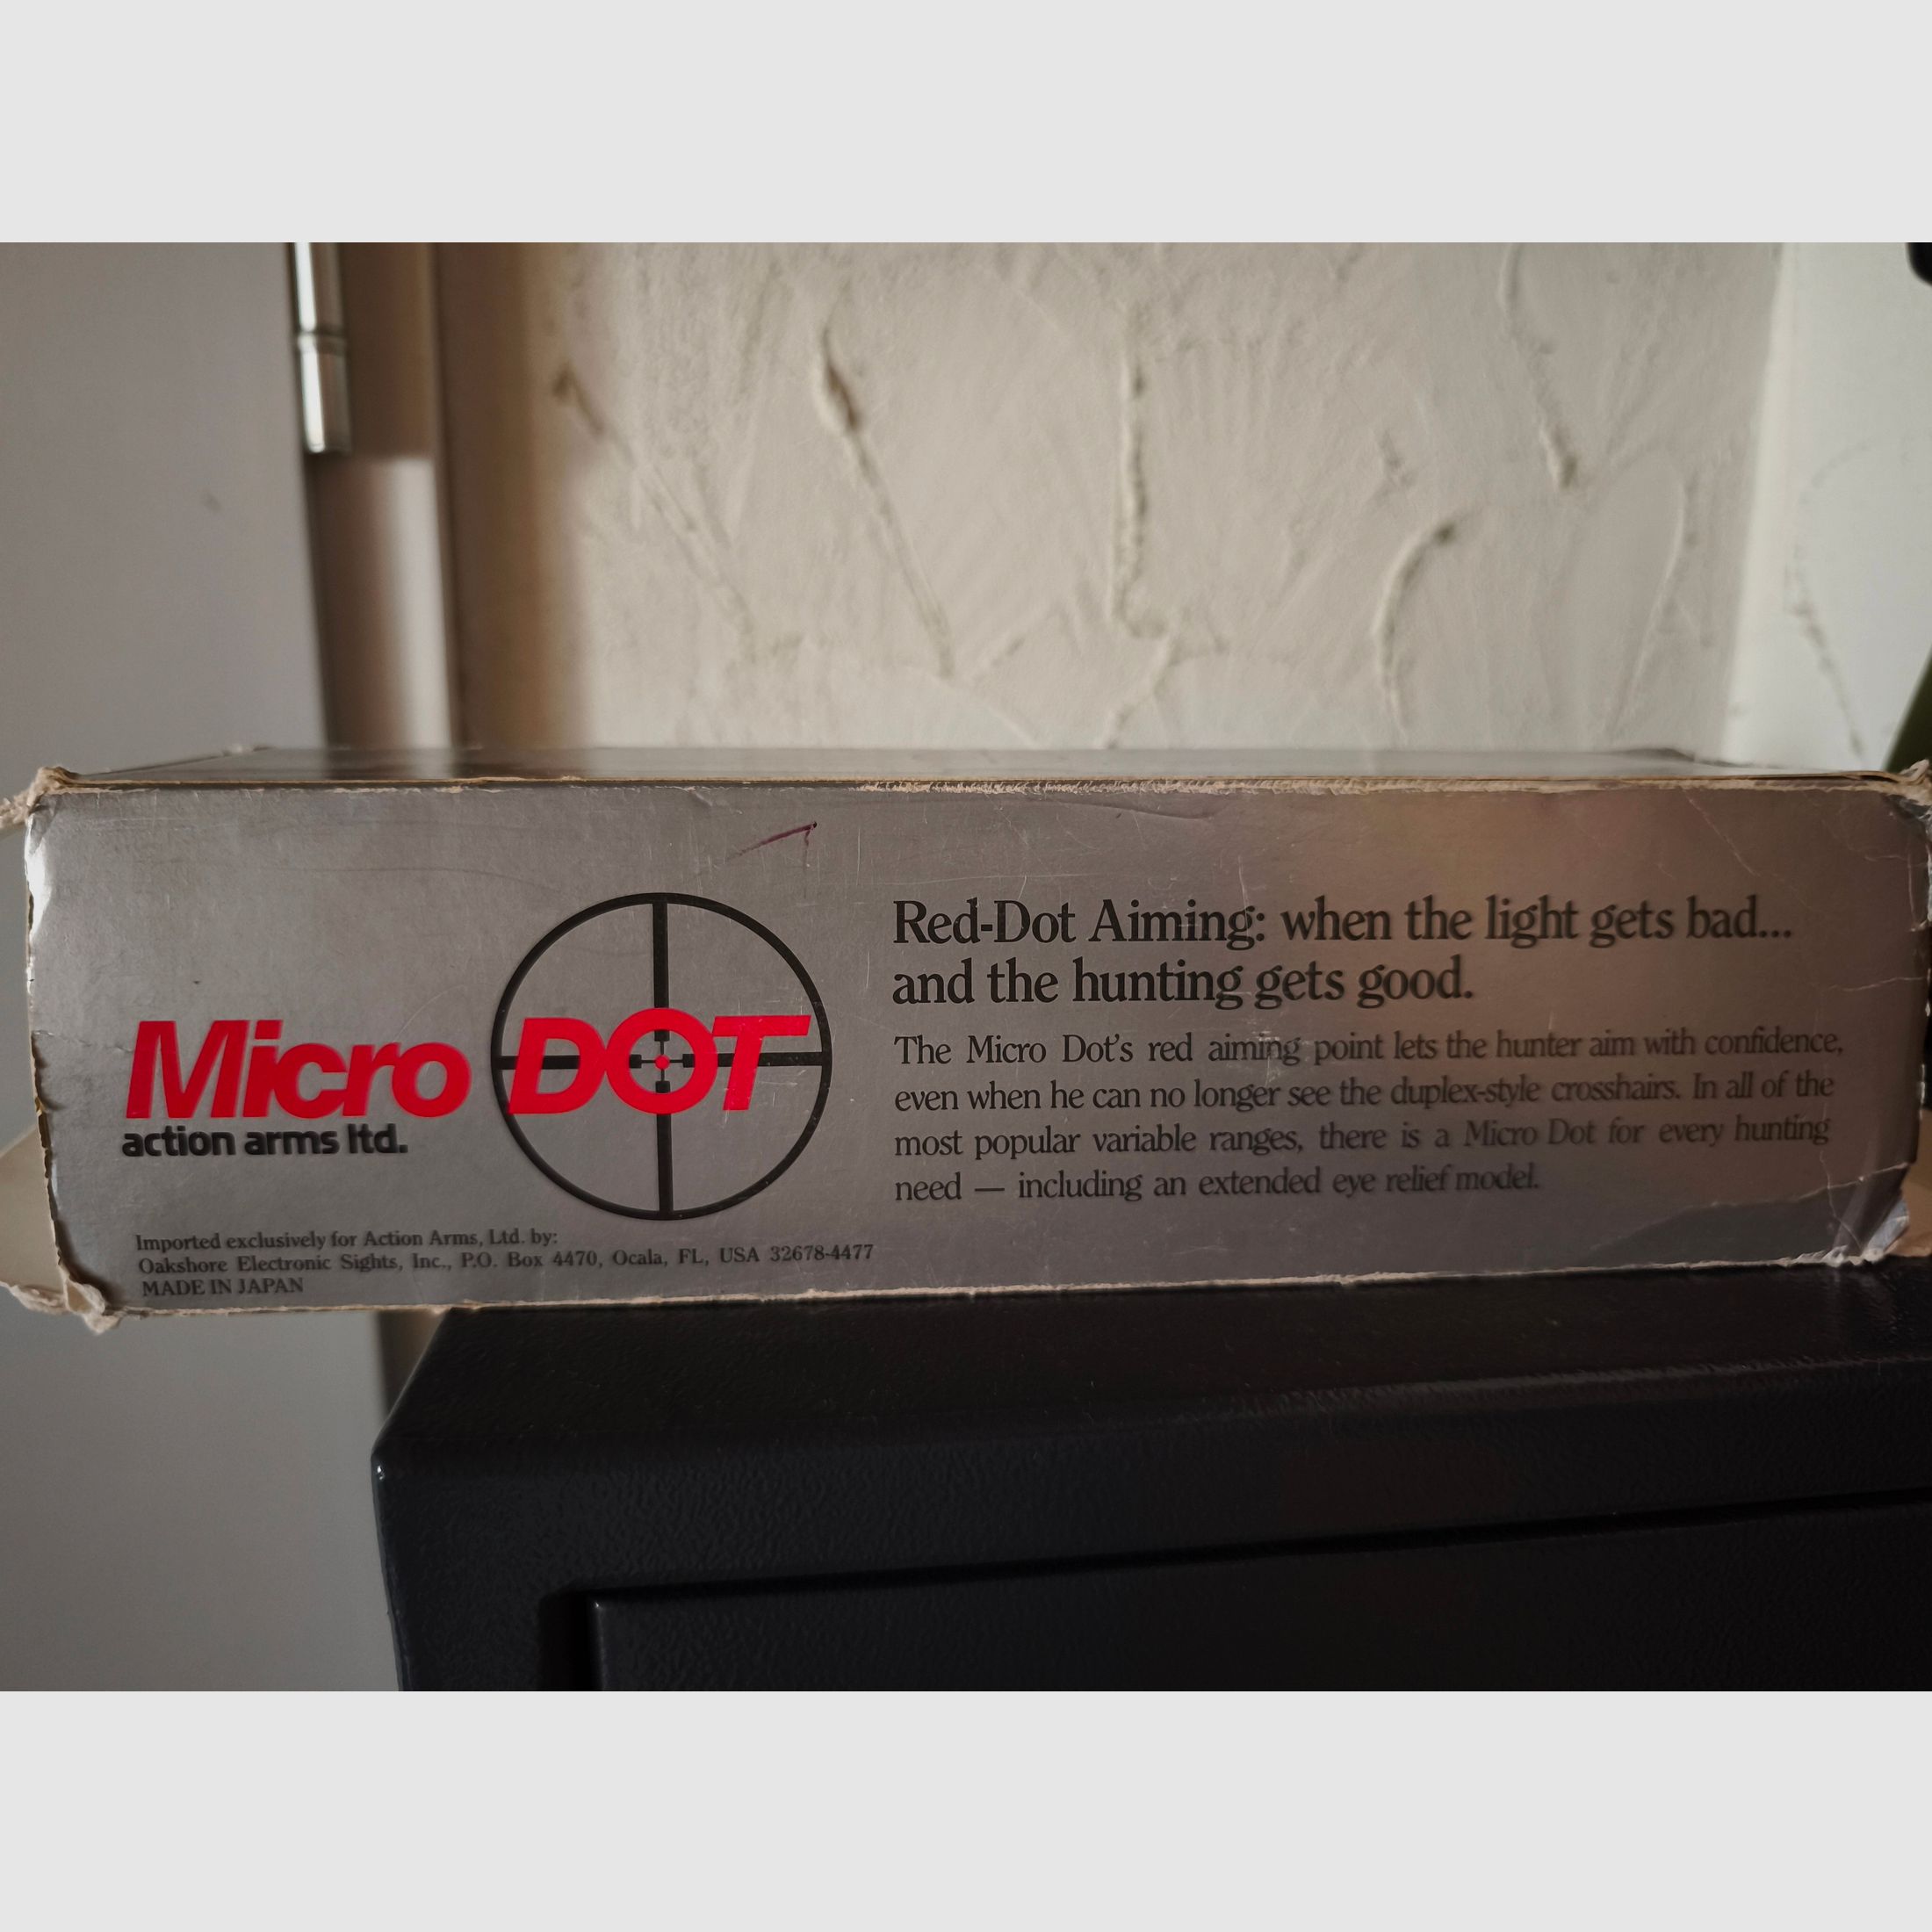 Micro DOT
action arms ltd.
Imported exclusively for Action Arms, Ltd. by:
Oakshore Electronic Sights, Inc., P.O. Box 4470, Ocala, FL, USA 32678-4477
MADE IN JAPAN
Red-Dot Aiming: when the light gets bad...
and the hunting gets good.
The Micro Dot's red aiming point lets the hunter aim with confidence,
even when he can no longer see the duplex-style crosshairs. In all of the
most popular variable ranges, there is a Micro Dot for every hunting
need — including an extended eye relief model.